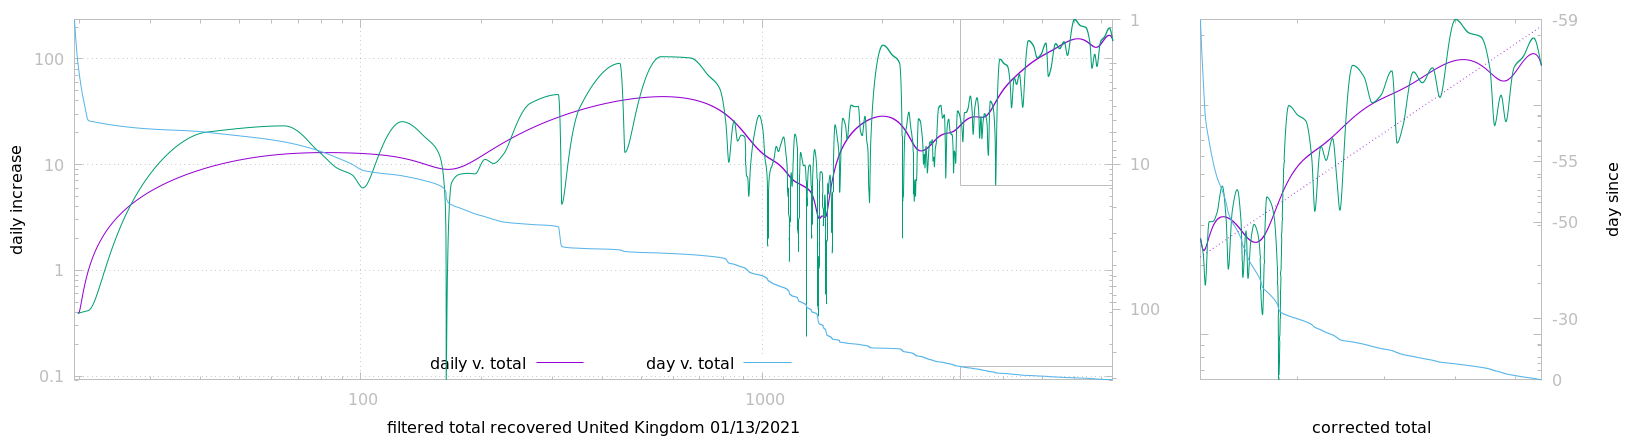 100
10
1
0.1
daily increase
1
10
100
daily v. total
day v. total
100
1000
filtered total recovered United Kingdom 01/13/2021
-59
-55
-50
-30
0
day since
corrected total